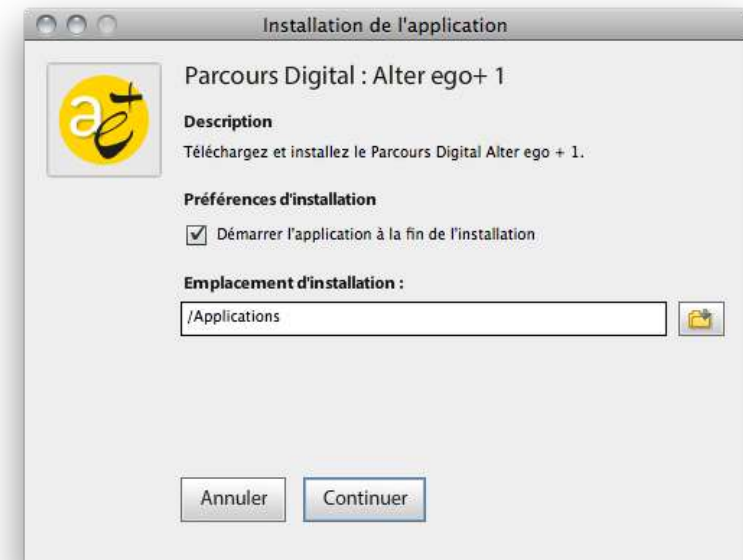 Installation de l'application
ae+
Parcours Digital : Alter ego+ 1
Description
Téléchargez et installez le Parcours Digital Alter ego + 1.
Préférences d'installation
Démarrer l'application à la fin de l'installation
Emplacement d'installation :
/Applications
Annuler
Continuer